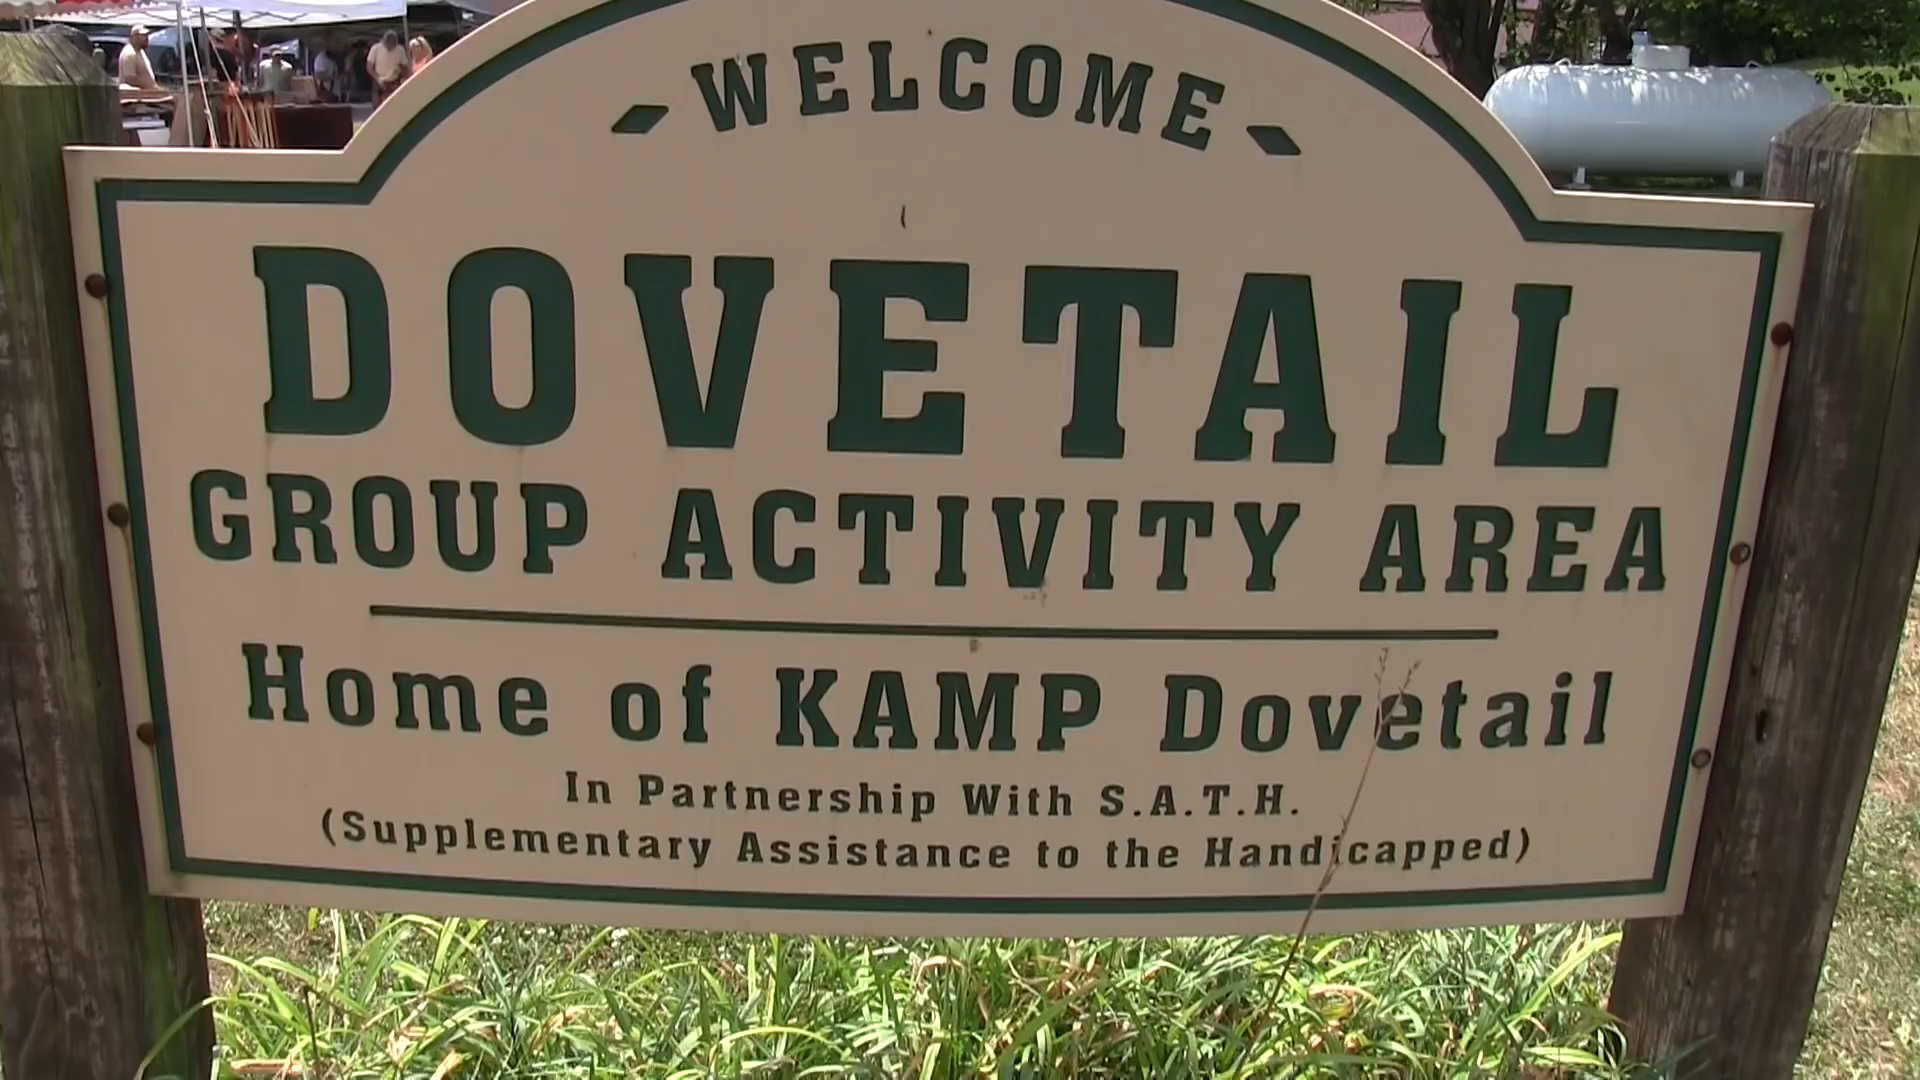 WELCOME
DOVETAIL
GROUP ACTIVITY AREA
Home of KAMP Dovetail
In Partnership With S.A.T.H.
(Supplementary Assistance to the Handicapped)